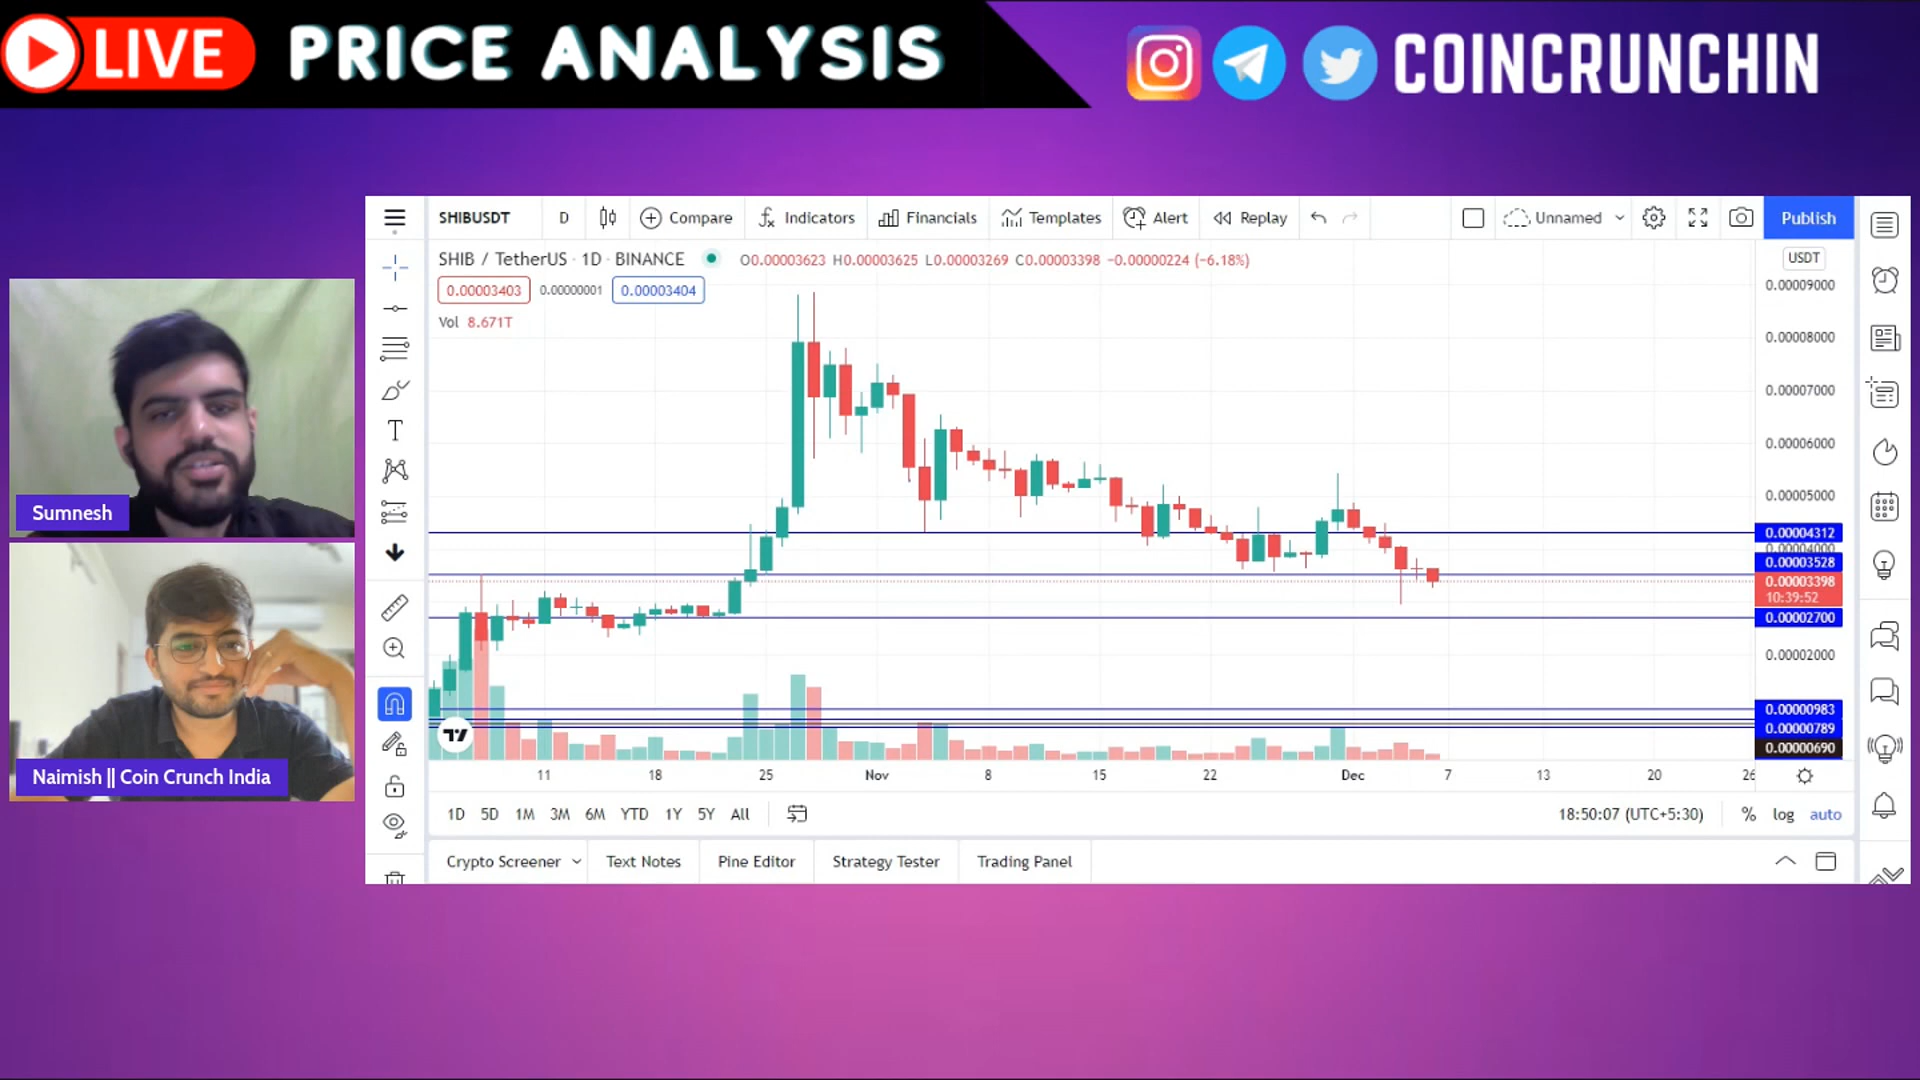 LIVE PRICE ANALYSIS COINCRUNCHIN
SHIBUSDT D Compare Indicators Financials Templates Alert Replay Unnamed Publish
SHIB / TetherUS · 1D · BINANCE O0.00003623 H0.00003625 L0.00003269 C0.00003398 −0.00000224 (−6.18%)
USDT
0.00003403 0.00000001 0.00003404
Vol 8.671T
0.00009000
0.00008000
0.00007000
0.00006000
0.00005000
0.00004312
0.00004000
0.00003528
0.00003398
10:39:52
0.00002700
0.00002000
0.00000983
0.00000789
0.00000690
11 18 25 Nov 8 15 22 Dec 7 13 20 26
1D 5D 1M 3M 6M YTD 1Y 5Y All 18:50:07 (UTC+5:30) % log auto
Crypto Screener Text Notes Pine Editor Strategy Tester Trading Panel
Sumnesh
Naimish || Coin Crunch India